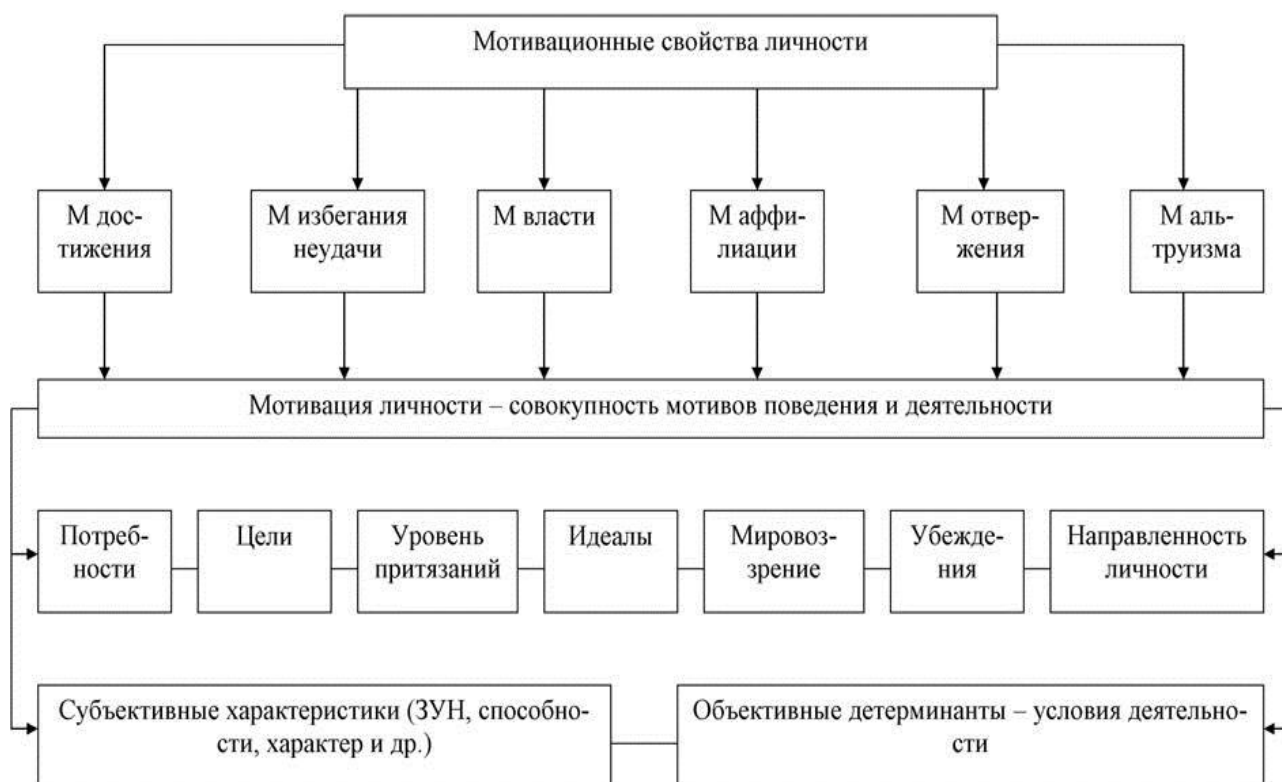 Мотивационные свойства личности
М дос-
тижения
М избегания
неудачи
М власти
М аффи-
лиации
М отвер-
жения
М аль-
труизма
Мотивация личности – совокупность мотивов поведения и деятельности
Потреб-
ности
Цели
Уровень
притязаний
Идеалы
Мировоз-
зрение
Убежде-
ния
Направленность
личности
Субъективные характеристики (ЗУН, способно-
сти, характер и др.)
Объективные детерминанты – условия деятельно-
сти